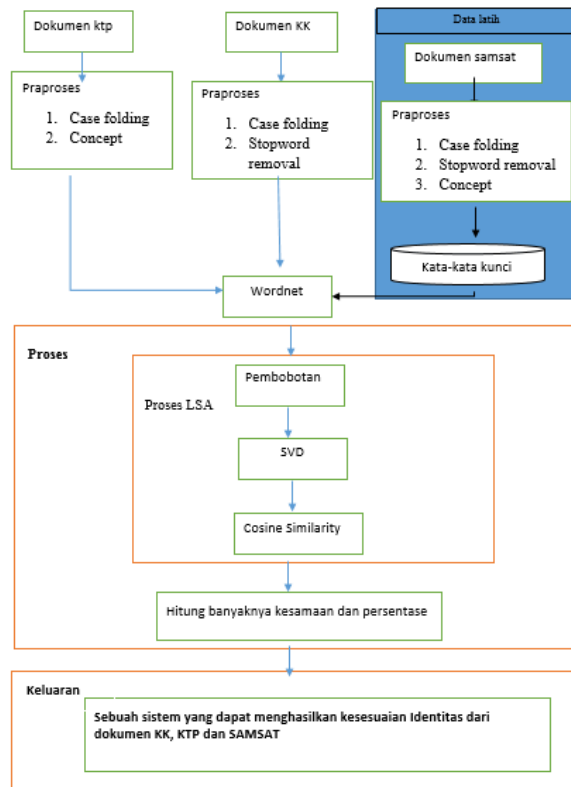 Dokumen ktp
Praproses
1. Case folding
2. Concept
Dokumen KK
Praproses
1. Case folding
2. Stopword
removal
Data latih
Dokumen samsat
Praproses
1. Case folding
2. Stopword removal
3. Concept
Kata-kata kunci
Wordnet
Proses
Proses LSA
Pembobotan
SVD
Cosine Similarity
Hitung banyaknya kesamaan dan persentase
Keluaran
Sebuah sistem yang dapat menghasilkan kesesuaian Identitas dari
dokumen KK, KTP dan SAMSAT